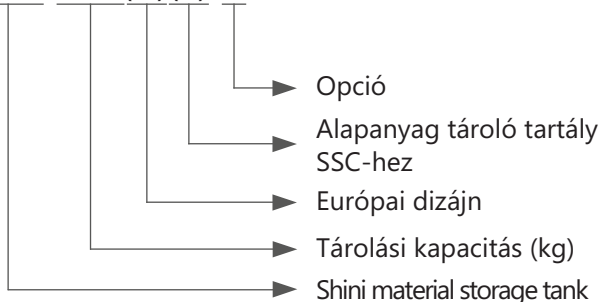 Opció
Alapanyag tároló tartály
SSC-hez
Európai dizájn
Tárolási kapacitás (kg)
Shini material storage tank